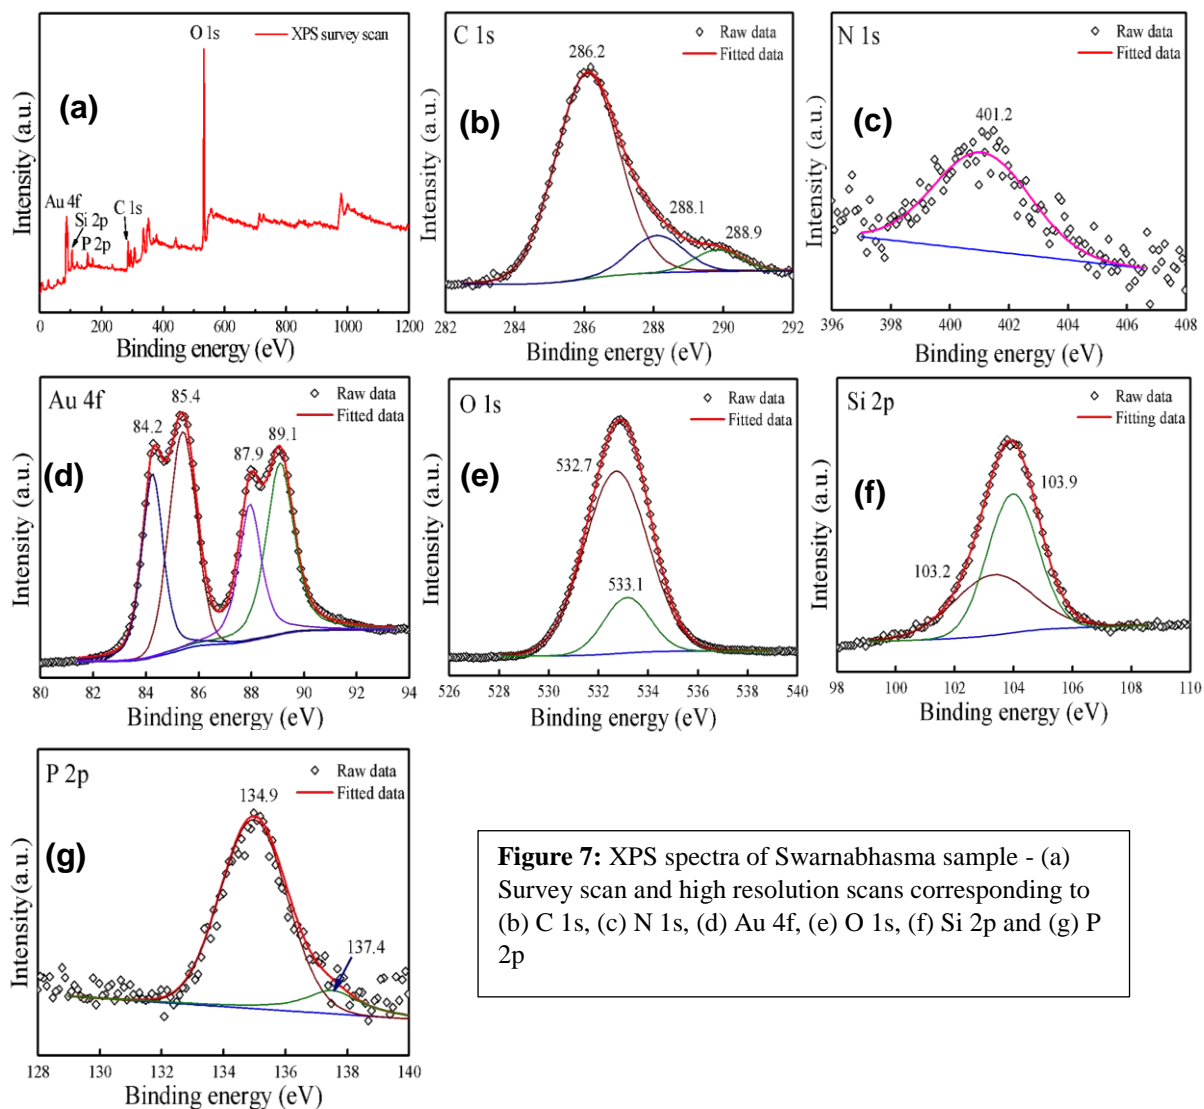 XPS survey scan
O 1s
(a)
Au 4f
Si 2p
P 2p
C 1s
Intensity (a.u.)
0 200 400 600 800 1000 1200
Binding energy (eV)
C 1s
Raw data
Fitted data
286.2
(b)
288.1
288.9
Intensity (a.u.)
282 284 286 288 290 292
Binding energy (eV)
N 1s
Raw data
Fitted data
401.2
(c)
Intensity (a.u.)
396 398 400 402 404 406 408
Binding energy (eV)
Au 4f
Raw data
Fitted data
84.2
85.4
87.9
89.1
(d)
Intensity (a.u.)
80 82 84 86 88 90 92 94
Binding energy (eV)
O 1s
Raw data
Fitted data
532.7
(e)
533.1
Intensity (a.u.)
526 528 530 532 534 536 538 540
Binding energy (eV)
Si 2p
Raw data
Fitting data
103.9
(f)
103.2
Intensity (a.u.)
98 100 102 104 106 108 110
Binding energy (eV)
P 2p
Raw data
Fitted data
134.9
(g)
137.4
Intensity(a.u.)
128 130 132 134 136 138 140
Binding energy (eV)
Figure 7: XPS spectra of Swarnabhasma sample - (a)
Survey scan and high resolution scans corresponding to
(b) C 1s, (c) N 1s, (d) Au 4f, (e) O 1s, (f) Si 2p and (g) P
2p